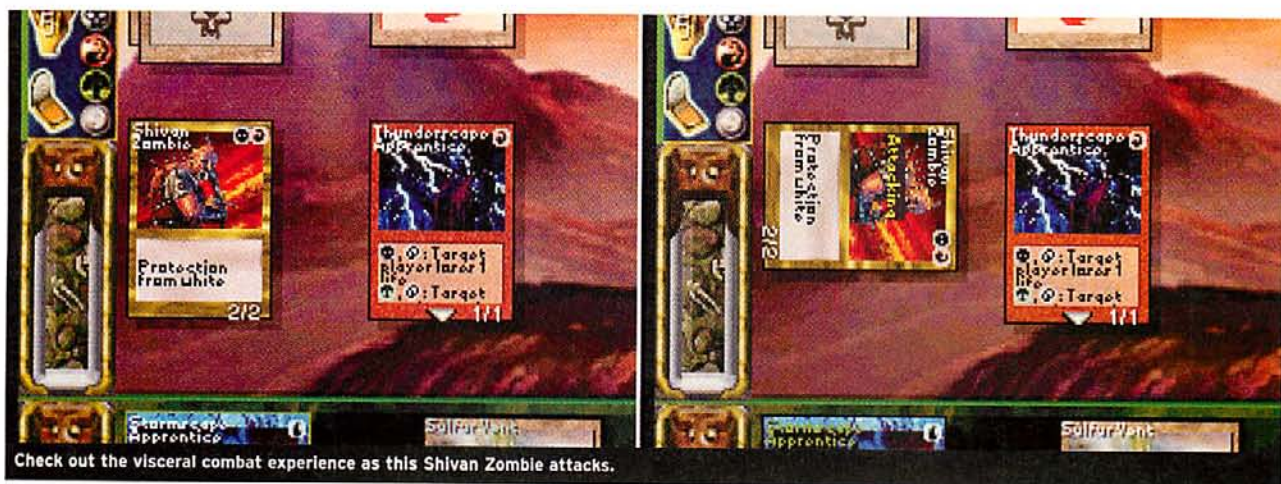 Shivan
Zombie
Protection
from white
2/2
Thunderscape
Apprentice
: Target
player loses 1
life
: Target
1/1
Stormscape
Apprentice
Sulfur Vent
Shivan
Zombie
Attacking
Protection
from white
2/2
Thunderscape
Apprentice
: Target
player loses 1
life
: Target
1/1
Stormscape
Apprentice
Sulfur Vent
Check out the visceral combat experience as this Shivan Zombie attacks.